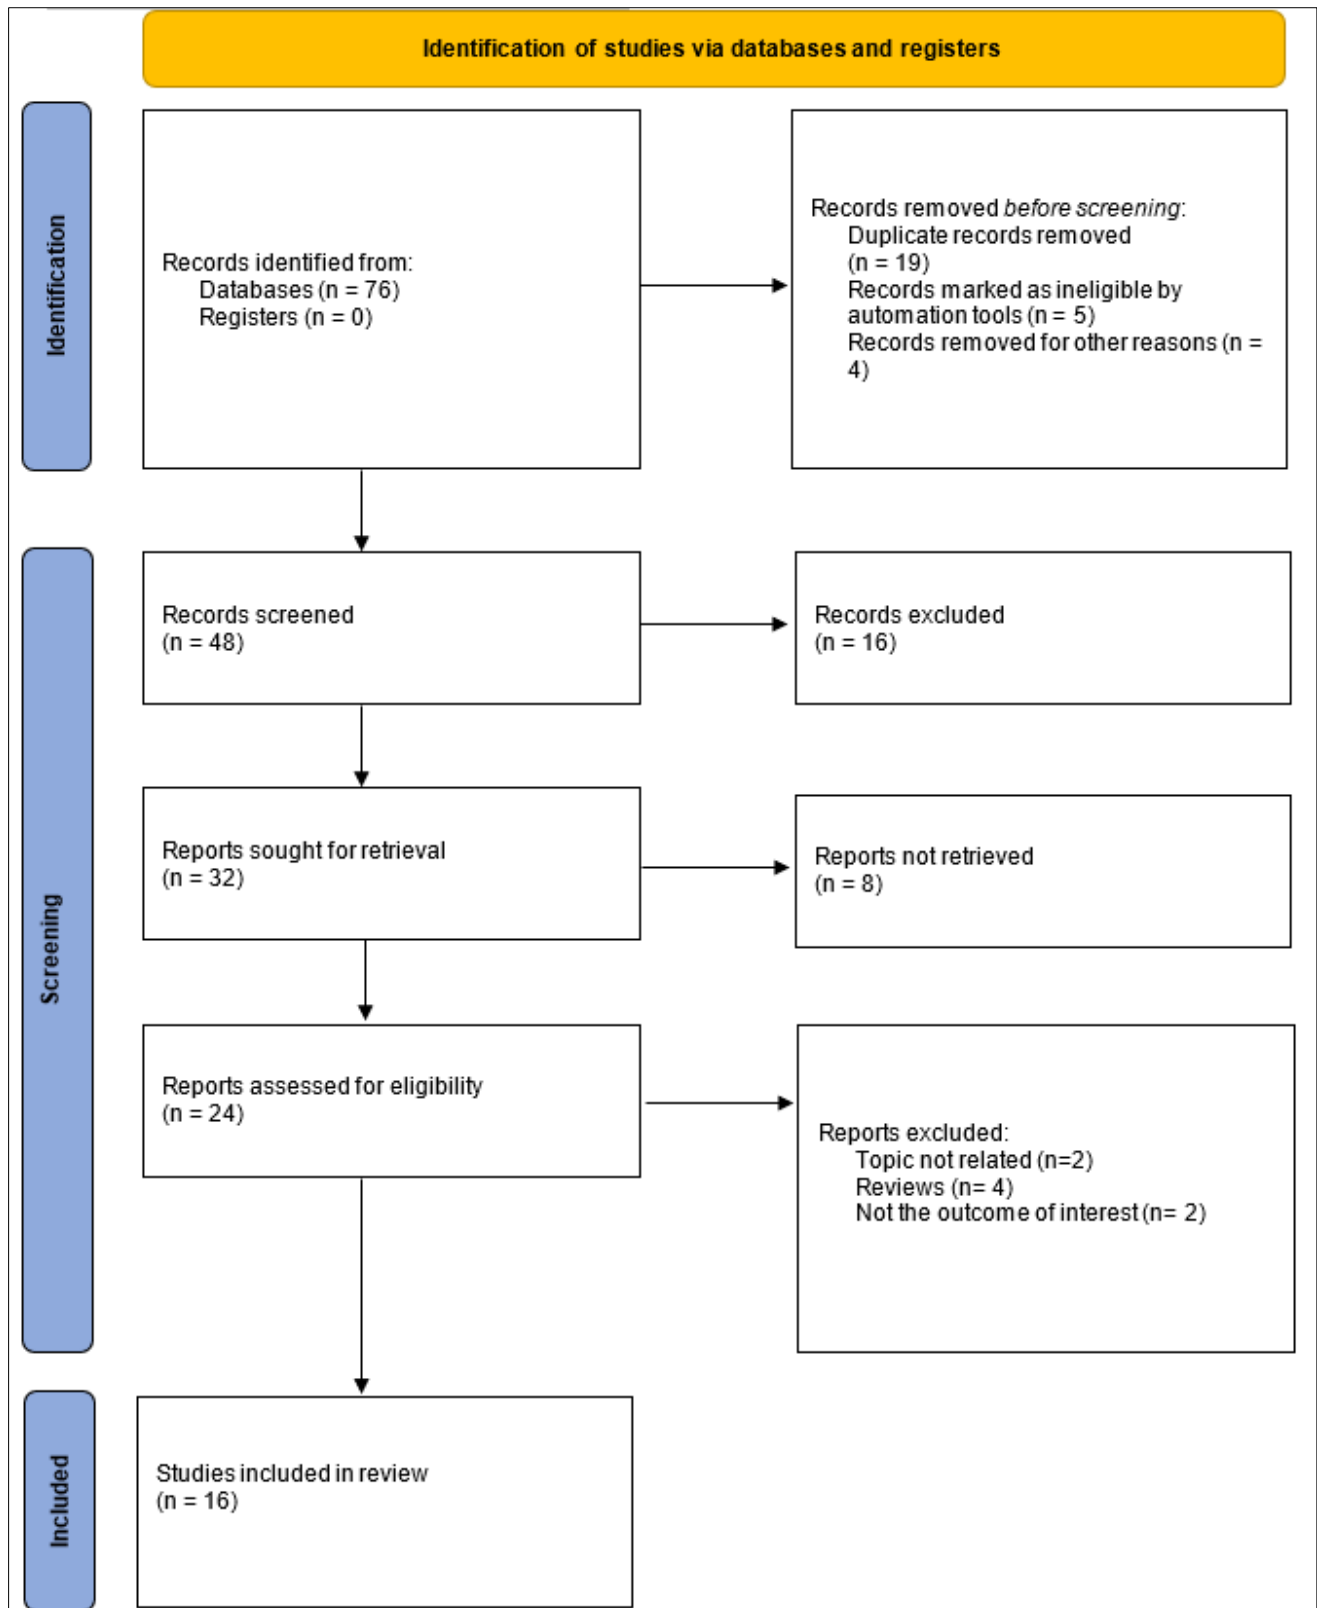 Identification of studies via databases and registers
Identification
Records identified from:
Databases (n = 76)
Registers (n = 0)
Records removed before screening:
Duplicate records removed
(n = 19)
Records marked as ineligible by
automation tools (n = 5)
Records removed for other reasons (n =
4)
Screening
Records screened
(n = 48)
Records excluded
(n = 16)
Reports sought for retrieval
(n = 32)
Reports not retrieved
(n = 8)
Reports assessed for eligibility
(n = 24)
Reports excluded:
Topic not related (n=2)
Reviews (n= 4)
Not the outcome of interest (n= 2)
Included
Studies included in review
(n = 16)